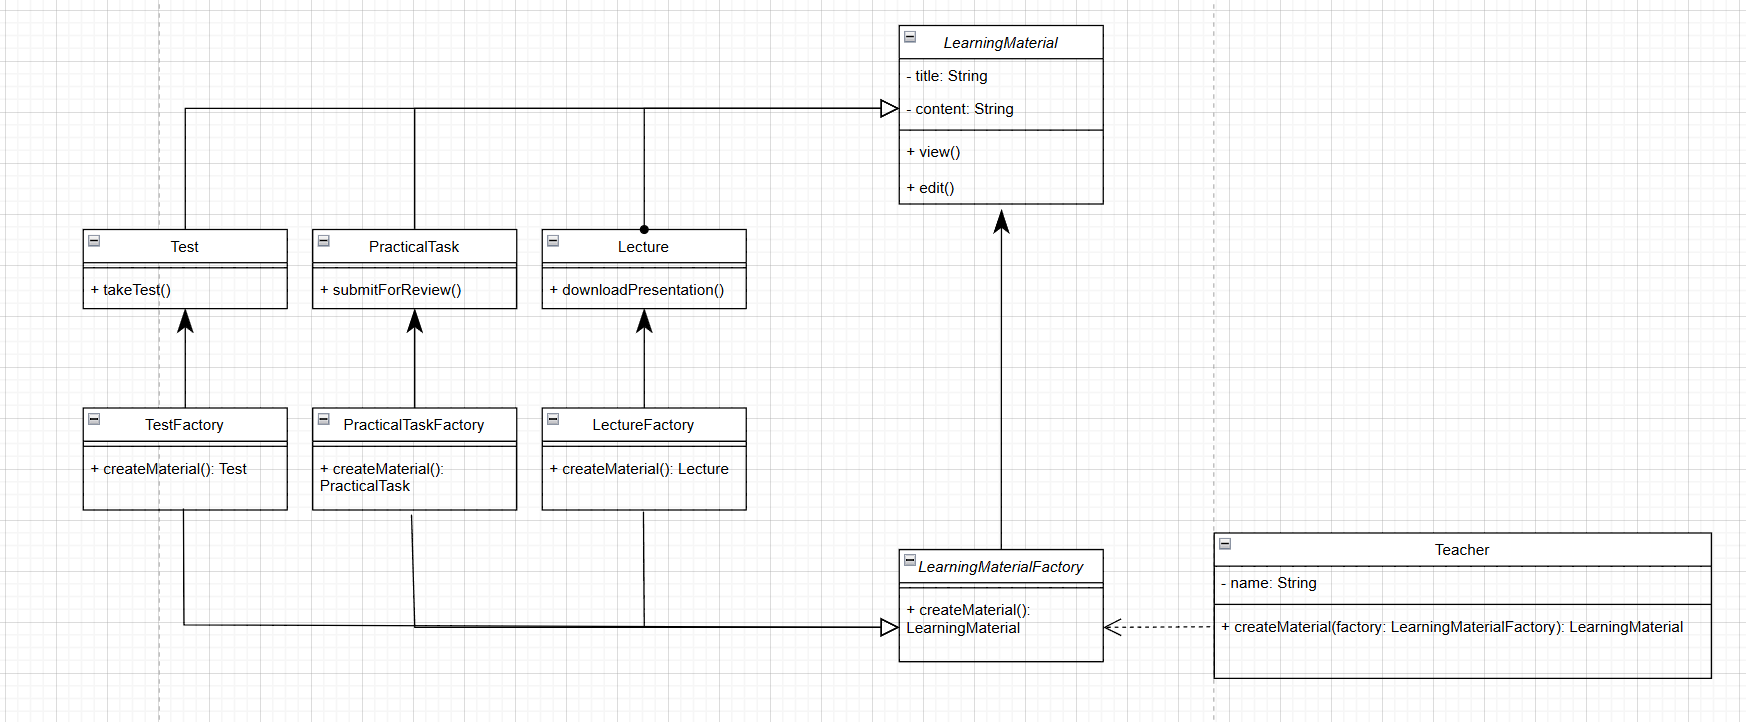 LearningMaterial
- title: String
- content: String
+ view()
+ edit()
Test
+ takeTest()
PracticalTask
+ submitForReview()
Lecture
+ downloadPresentation()
TestFactory
+ createMaterial(): Test
PracticalTaskFactory
+ createMaterial():
PracticalTask
LectureFactory
+ createMaterial(): Lecture
LearningMaterialFactory
+ createMaterial():
LearningMaterial
Teacher
- name: String
+ createMaterial(factory: LearningMaterialFactory): LearningMaterial